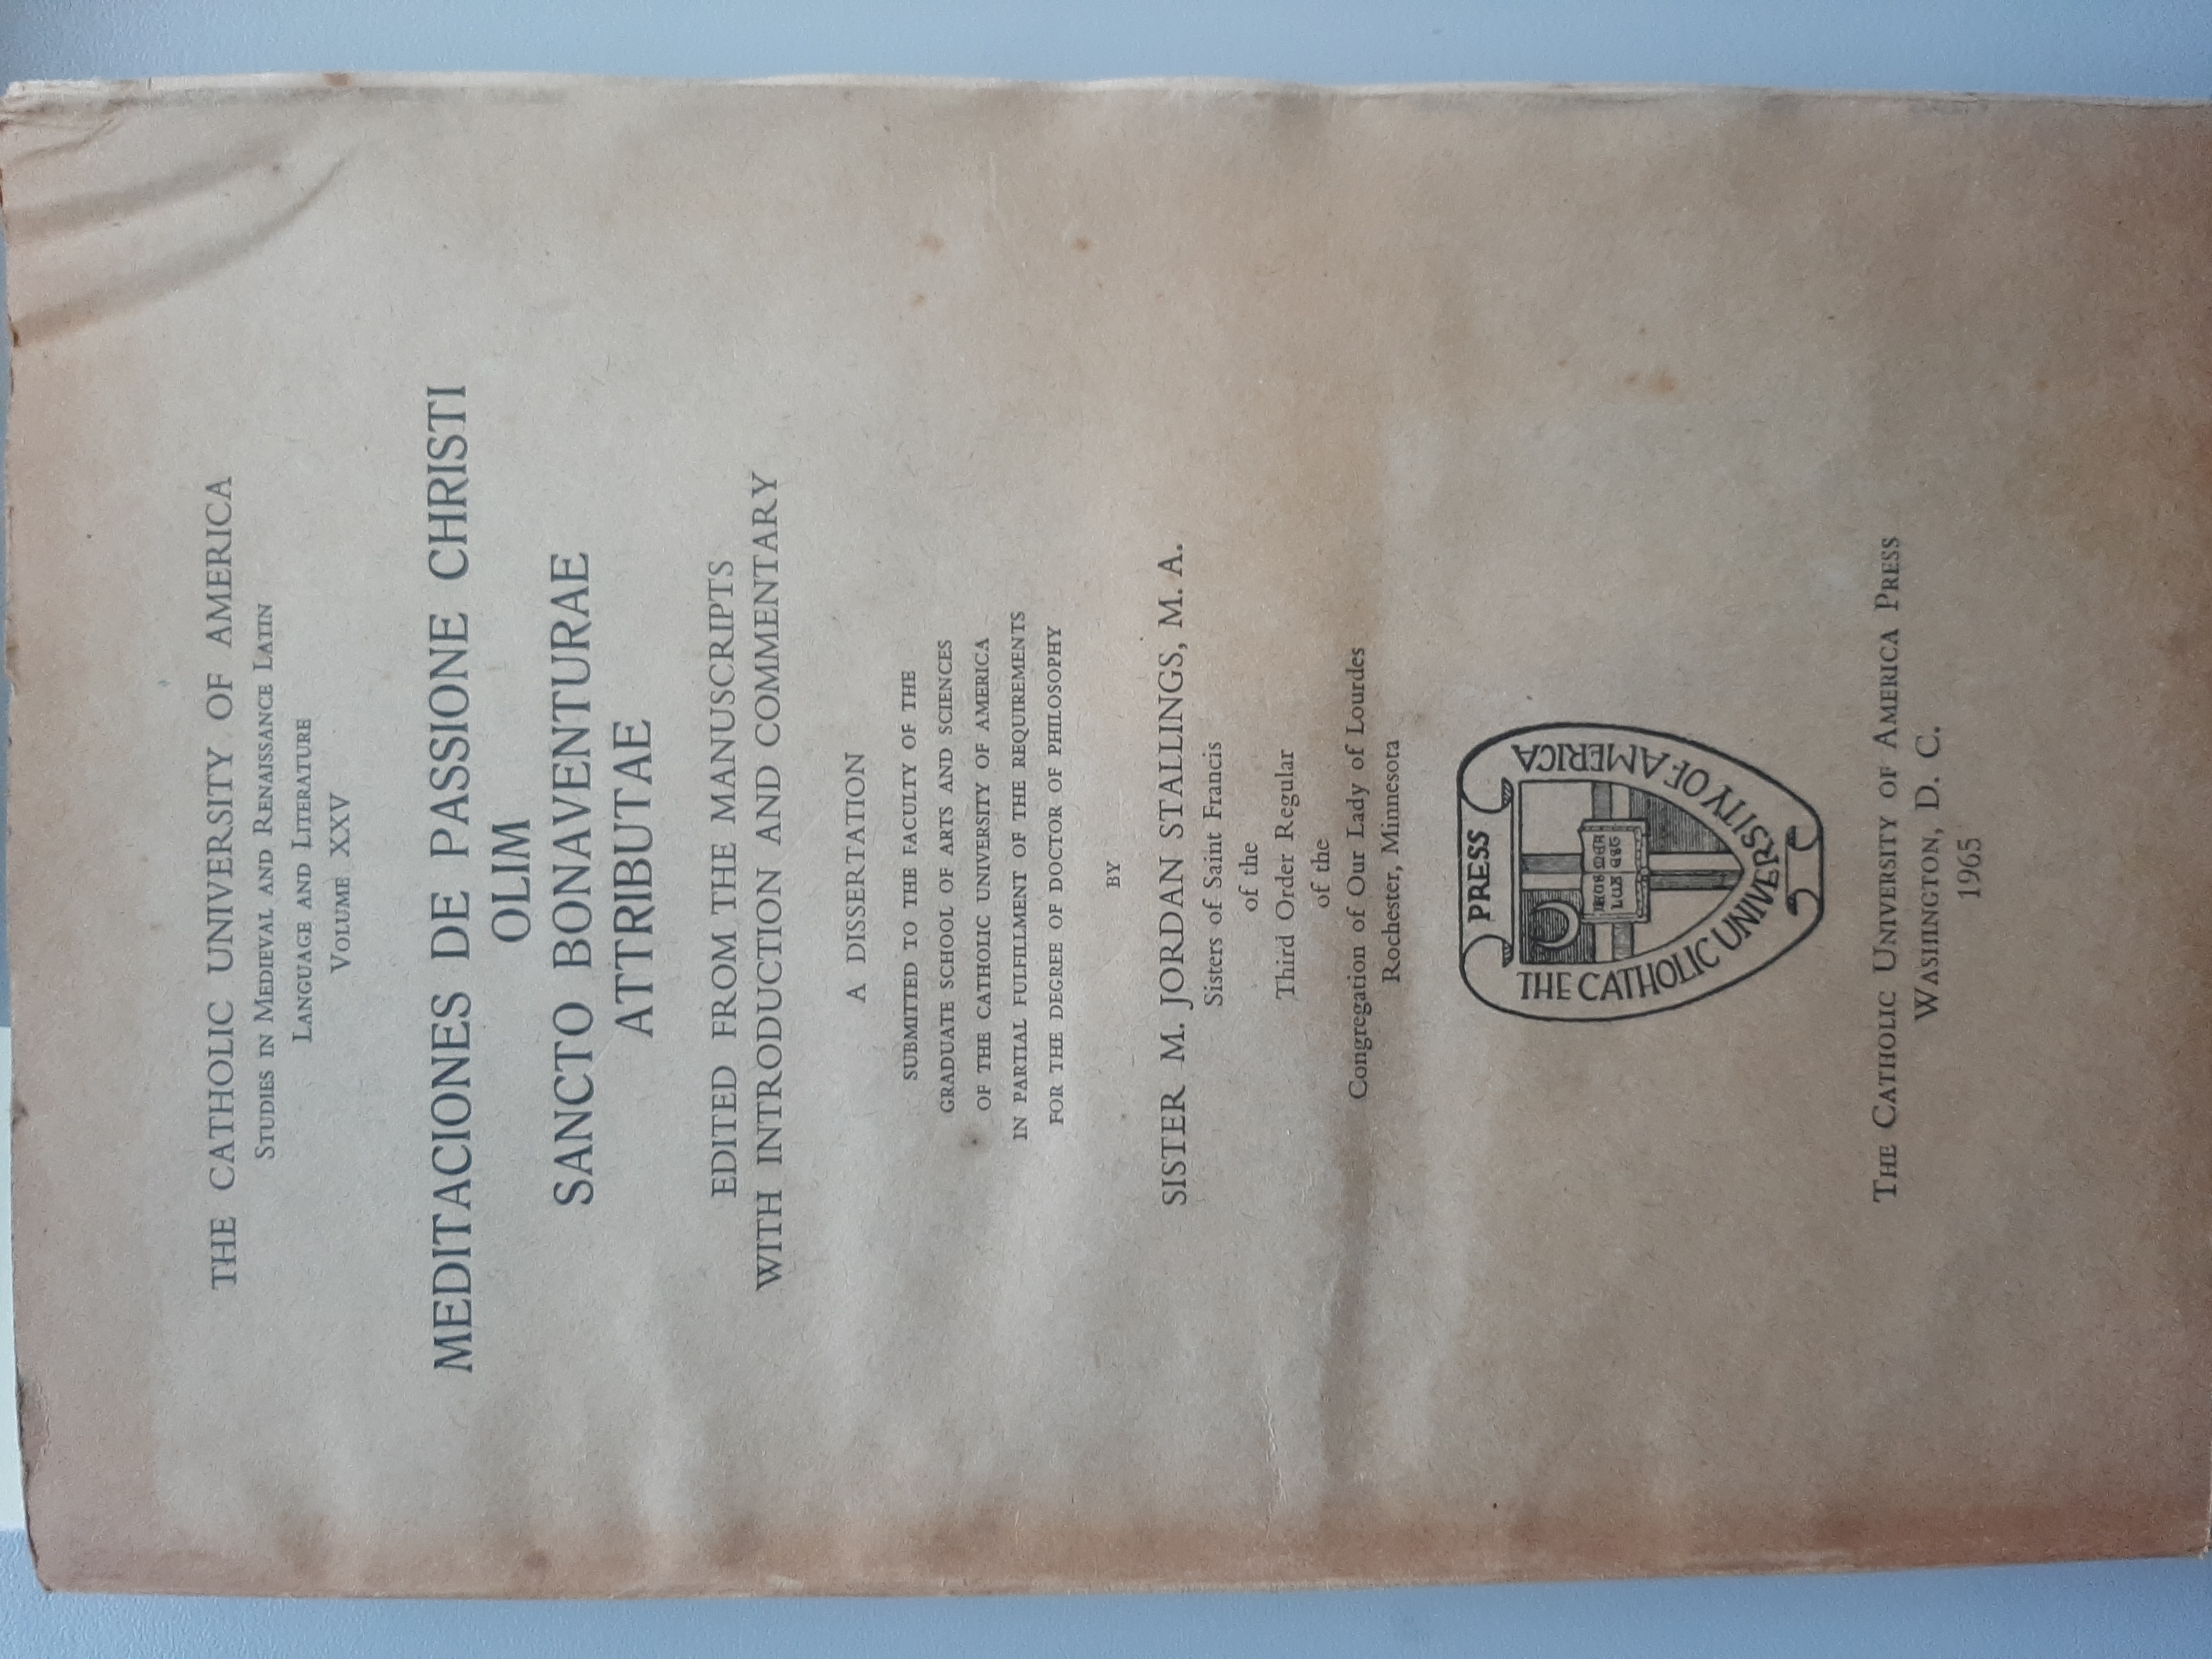 THE CATHOLIC UNIVERSITY OF AMERICA
STUDIES IN MEDIEVAL AND RENAISSANCE LATIN
LANGUAGE AND LITERATURE
VOLUME XXV
MEDITACIONES DE PASSIONE CHRISTI
OLIM
SANCTO BONAVENTURAE
ATTRIBUTAE
EDITED FROM THE MANUSCRIPTS
WITH INTRODUCTION AND COMMENTARY
A DISSERTATION
SUBMITTED TO THE FACULTY OF THE
GRADUATE SCHOOL OF ARTS AND SCIENCES
OF THE CATHOLIC UNIVERSITY OF AMERICA
IN PARTIAL FULFILLMENT OF THE REQUIREMENTS
FOR THE DEGREE OF DOCTOR OF PHILOSOPHY
BY
SISTER M. JORDAN STALLINGS, M. A.
Sisters of Saint Francis
of the
Third Order Regular
of the
Congregation of Our Lady of Lourdes
Rochester, Minnesota
PRESS
THE CATHOLIC UNIVERSITY OF AMERICA
THE CATHOLIC UNIVERSITY OF AMERICA PRESS
WASHINGTON, D. C.
1965